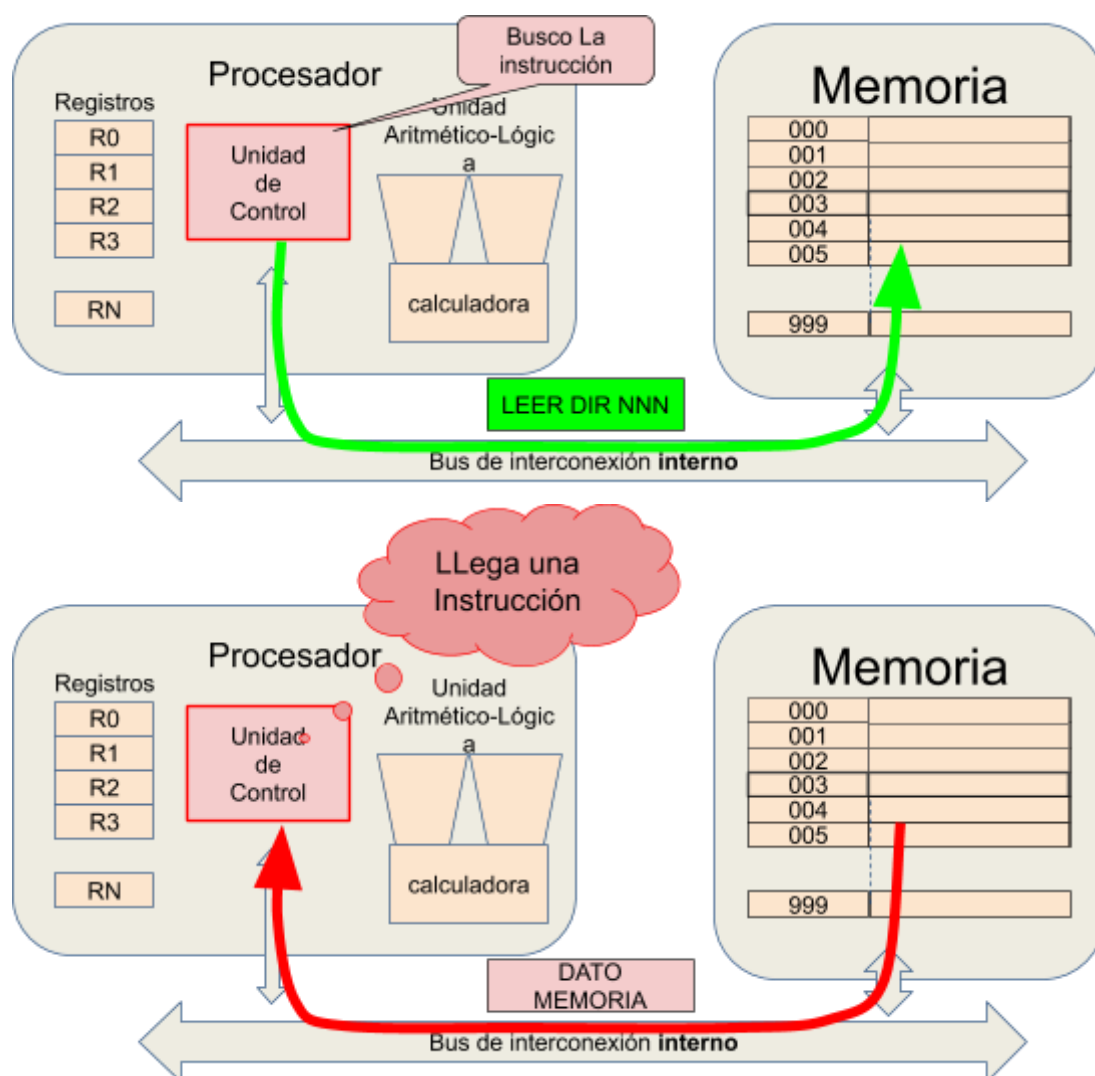 Busco La
instrucción
Procesador
Memoria
Registros
R0
R1
R2
R3
RN
Unidad
de
Control
Unidad
Aritmético-Lógic
a
calculadora
000
001
002
003
004
005
999
LEER DIR NNN
Bus de interconexión interno
LLega una
Instrucción
Procesador
Memoria
Registros
R0
R1
R2
R3
RN
Unidad
de
Control
Unidad
Aritmético-Lógic
a
calculadora
000
001
002
003
004
005
999
DATO
MEMORIA
Bus de interconexión interno